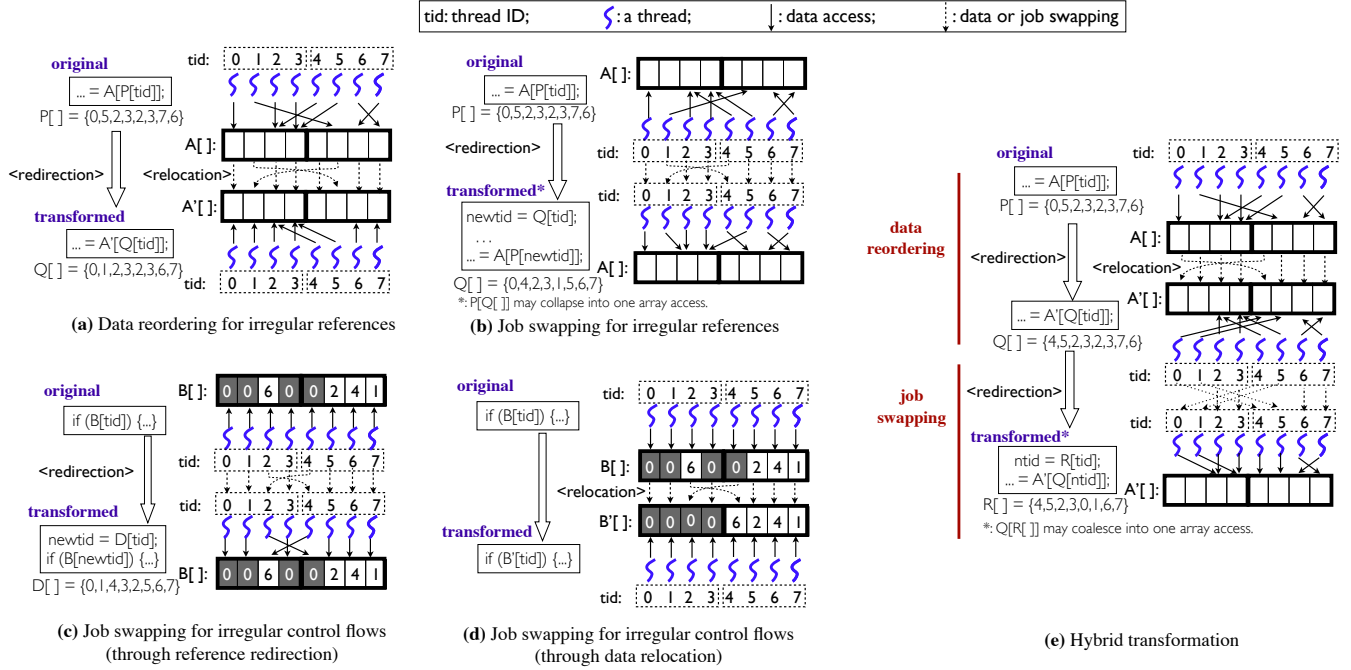 tid: thread ID; : a thread; : data access; : data or job swapping
original
... = A[P[tid]];
P[ ] = {0,5,2,3,2,3,7,6}
<redirection>
transformed
... = A'[Q[tid]];
Q[ ] = {0,1,2,3,2,3,6,7}
tid: 0 1 2 3 4 5 6 7
A[ ]:
<relocation>
A'[ ]:
tid: 0 1 2 3 4 5 6 7
(a) Data reordering for irregular references
original
... = A[P[tid]];
P[ ] = {0,5,2,3,2,3,7,6}
<redirection>
transformed*
newtid = Q[tid];
. . .
... = A[P[newtid]];
Q[ ] = {0,4,2,3,1,5,6,7}
*: P[Q[ ]] may collapse into one array access.
A[ ]:
tid: 0 1 2 3 4 5 6 7
tid: 0 1 2 3 4 5 6 7
A[ ]:
(b) Job swapping for irregular references
original
if (B[tid]) {...}
<redirection>
transformed
newtid = D[tid];
if (B[newtid]) {...}
D[ ] = {0,1,4,3,2,5,6,7}
B[ ]: 0 0 6 0 0 2 4 1
tid: 0 1 2 3 4 5 6 7
tid: 0 1 2 3 4 5 6 7
B[ ]: 0 0 6 0 0 2 4 1
(c) Job swapping for irregular control flows
(through reference redirection)
original
if (B[tid]) {...}
transformed
if (B'[tid]) {...}
tid: 0 1 2 3 4 5 6 7
B[ ]: 0 0 6 0 0 2 4 1
<relocation>
B'[ ]: 0 0 0 0 6 2 4 1
tid: 0 1 2 3 4 5 6 7
(d) Job swapping for irregular control flows
(through data relocation)
data
reordering
job
swapping
original
... = A[P[tid]];
P[ ] = {0,5,2,3,2,3,7,6}
<redirection>
... = A'[Q[tid]];
Q[ ] = {4,5,2,3,2,3,7,6}
<redirection>
transformed*
ntid = R[tid];
... = A'[Q[ntid]];
R[ ] = {4,5,2,3,0,1,6,7}
*: Q[R[ ]] may coalesce into one array access.
tid: 0 1 2 3 4 5 6 7
A[ ]:
<relocation>
A'[ ]:
tid: 0 1 2 3 4 5 6 7
tid: 0 1 2 3 4 5 6 7
A'[ ]:
(e) Hybrid transformation